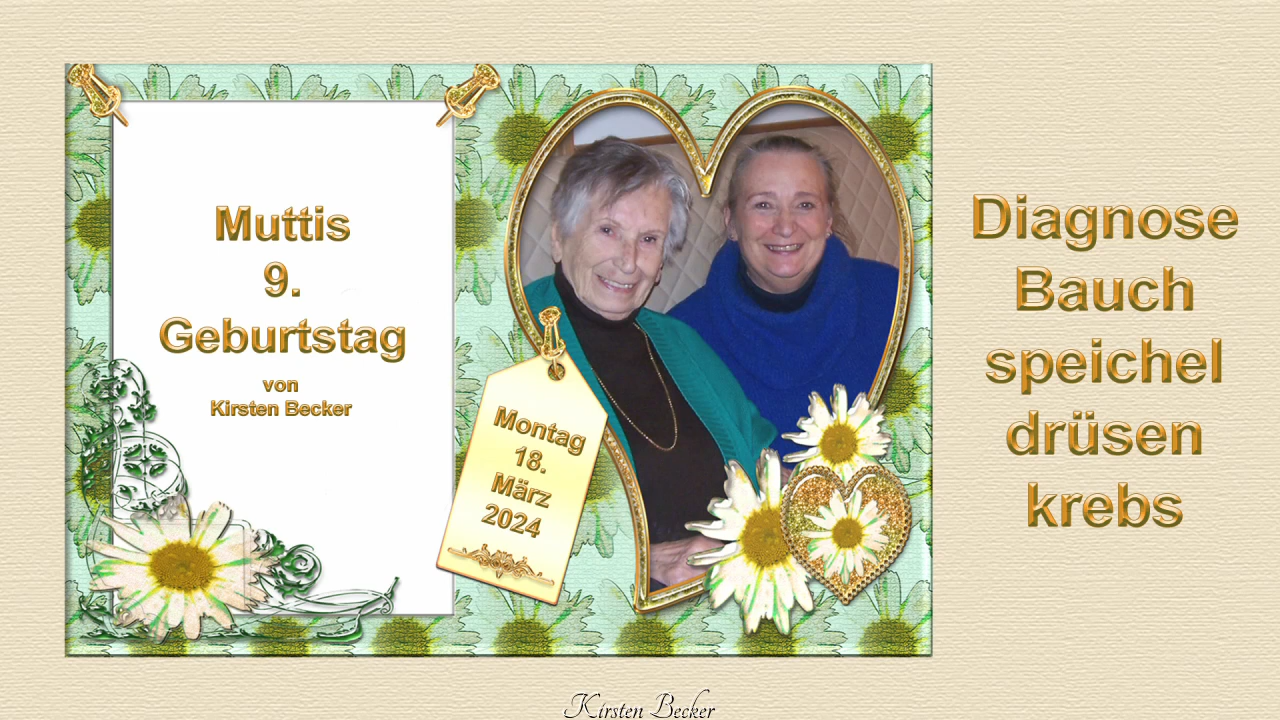 Muttis
9.
Geburtstag
von
Kirsten Becker
Montag
18.
März
2024
Diagnose
Bauch
speichel
drüsen
krebs
Kirsten Becker